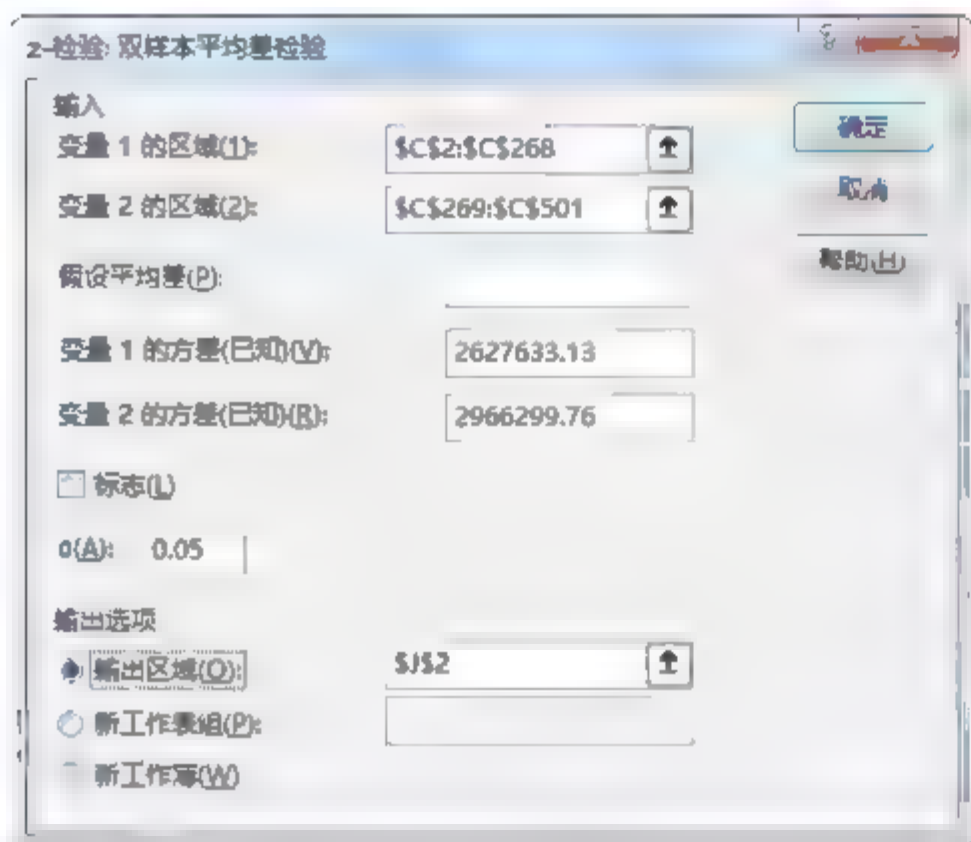 z-检验: 双样本平均差检验
输入
变量 1 的区域(1): $C$2:$C$268
变量 2 的区域(2): $C$269:$C$501
假设平均差(P):
变量 1 的方差(已知)(V): 2627633.13
变量 2 的方差(已知)(R): 2966299.76
标志(L)
α(A): 0.05
输出选项
输出区域(O): $J$2
新工作表组(P):
新工作簿(W)
确定
取消
帮助(H)